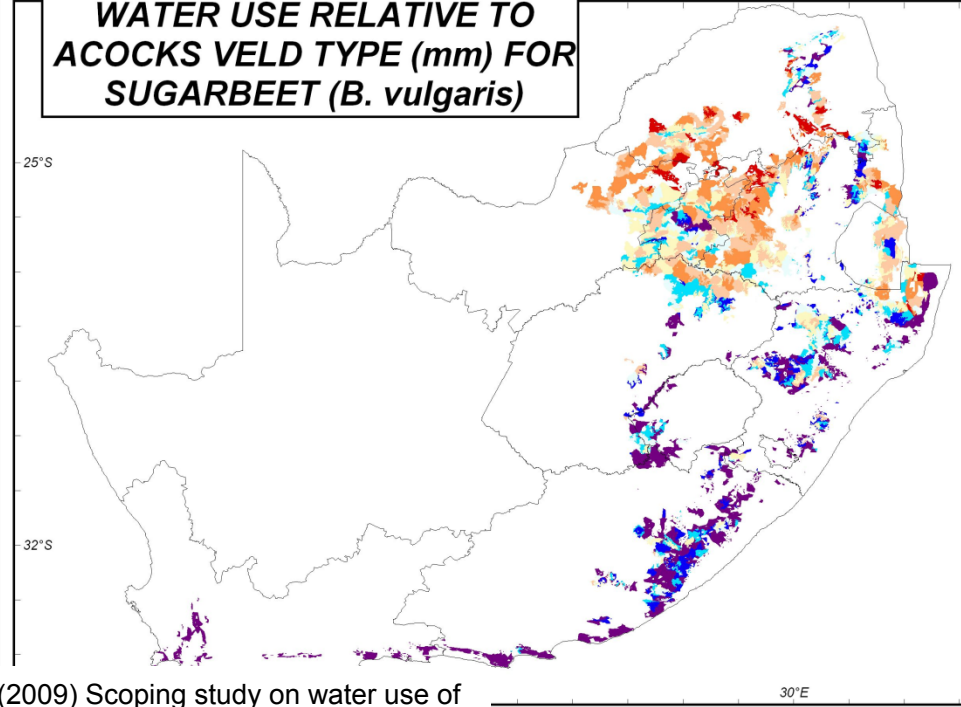 WATER USE RELATIVE TO
ACOCKS VELD TYPE (mm) FOR
SUGARBEET (B. vulgaris)
25°S
32°S
(2009) Scoping study on water use of
30°E